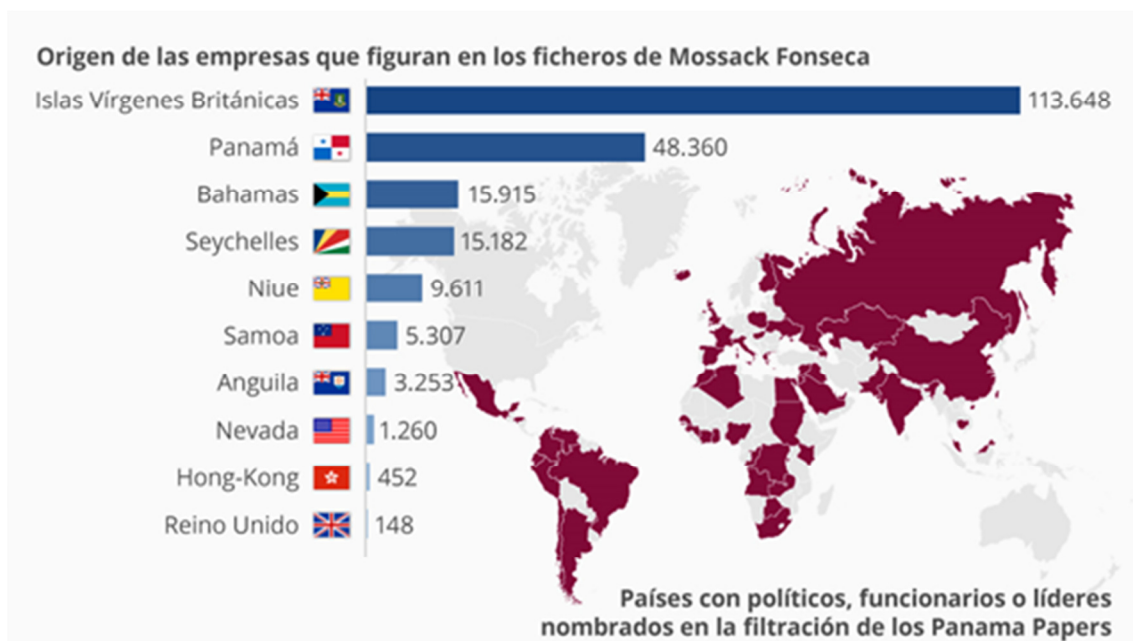 Origen de las empresas que figuran en los ficheros de Mossack Fonseca
Islas Vírgenes Británicas 113.648
Panamá 48.360
Bahamas 15.915
Seychelles 15.182
Niue 9.611
Samoa 5.307
Anguila 3.253
Nevada 1.260
Hong-Kong 452
Reino Unido 148
Países con políticos, funcionarios o líderes
nombrados en la filtración de los Panama Papers